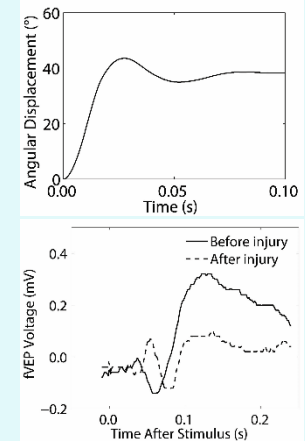 Angular Displacement (°)
60
40
20
0
0.00
0.05
0.10
Time (s)
fVEP Voltage (mV)
Before injury
After injury
0.4
0.2
0.0
−0.2
0.0
0.1
0.2
Time After Stimulus (s)